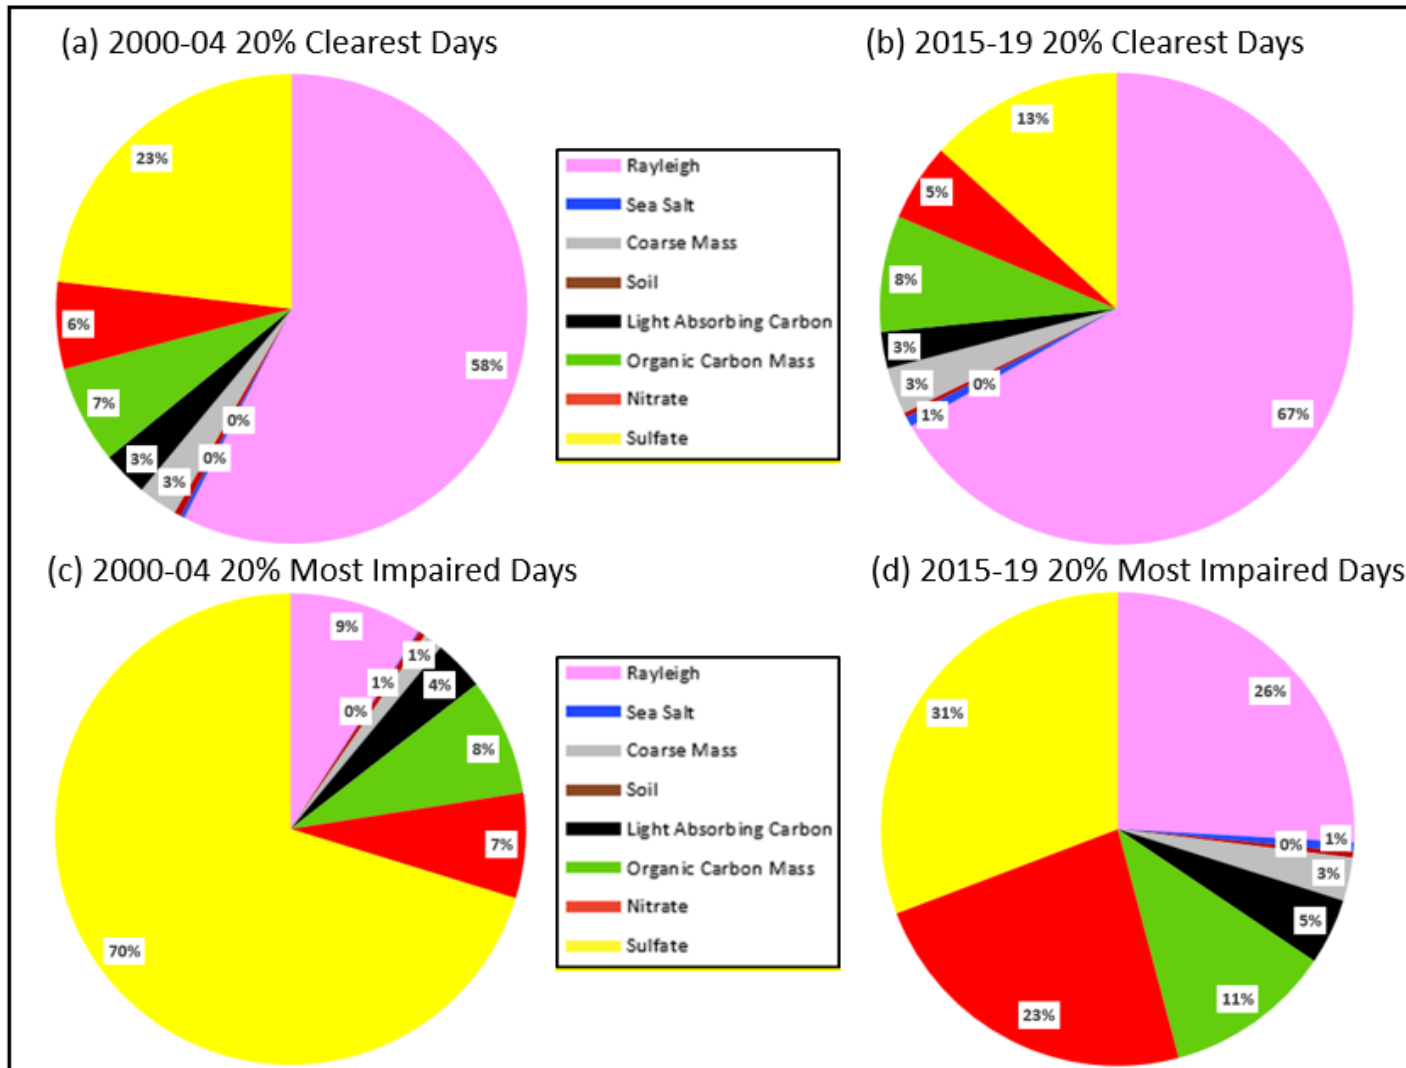 (a) 2000-04 20% Clearest Days
(b) 2015-19 20% Clearest Days
23%
6%
7%
3%
3%
0%
0%
58%
Rayleigh
Sea Salt
Coarse Mass
Soil
Light Absorbing Carbon
Organic Carbon Mass
Nitrate
Sulfate
13%
5%
8%
3%
3%
1%
0%
67%
(c) 2000-04 20% Most Impaired Days
(d) 2015-19 20% Most Impaired Days
9%
1%
1%
0%
4%
8%
7%
70%
Rayleigh
Sea Salt
Coarse Mass
Soil
Light Absorbing Carbon
Organic Carbon Mass
Nitrate
Sulfate
31%
26%
1%
0%
3%
5%
11%
23%